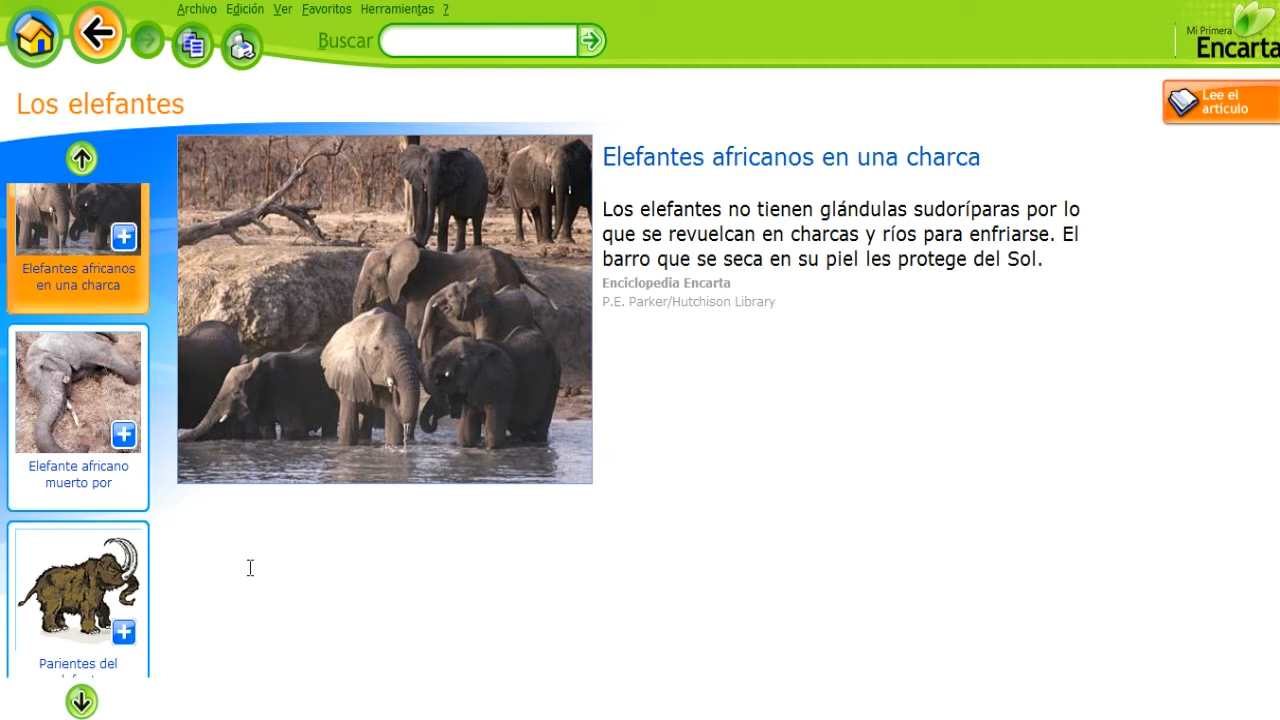 Archivo Edición Ver Favoritos Herramientas ?
Buscar
Mi Primera
Encarta
Los elefantes
Lee el
artículo
Elefantes africanos
en una charca
Elefante africano
muerto por
Parientes del
Elefantes africanos en una charca
Los elefantes no tienen glándulas sudoríparas por lo
que se revuelcan en charcas y ríos para enfriarse. El
barro que se seca en su piel les protege del Sol.
Enciclopedia Encarta
P.E. Parker/Hutchison Library